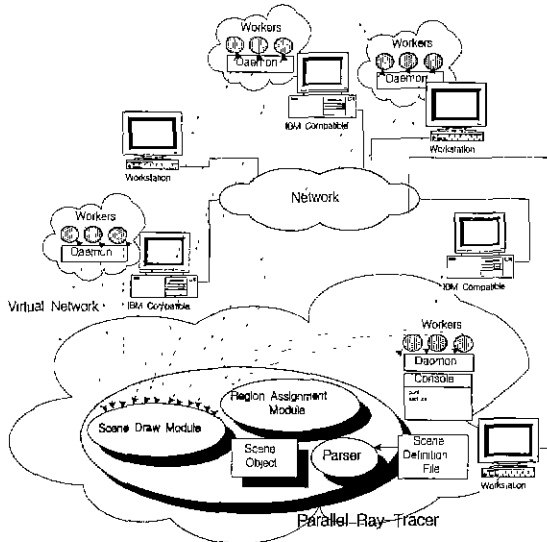 Workers
Daemon
Workers
Daemon
IBM Compatible
Workstation
Workstation
Network
Workers
Daemon
IBM Compatible
IBM Compatible
Virtual Network
Workers
Daemon
Console
Region Assignment
Module
Scene Draw Module
Scene
Object
Parser
Scene
Definition
File
Workstation
Parallel Ray-Tracer